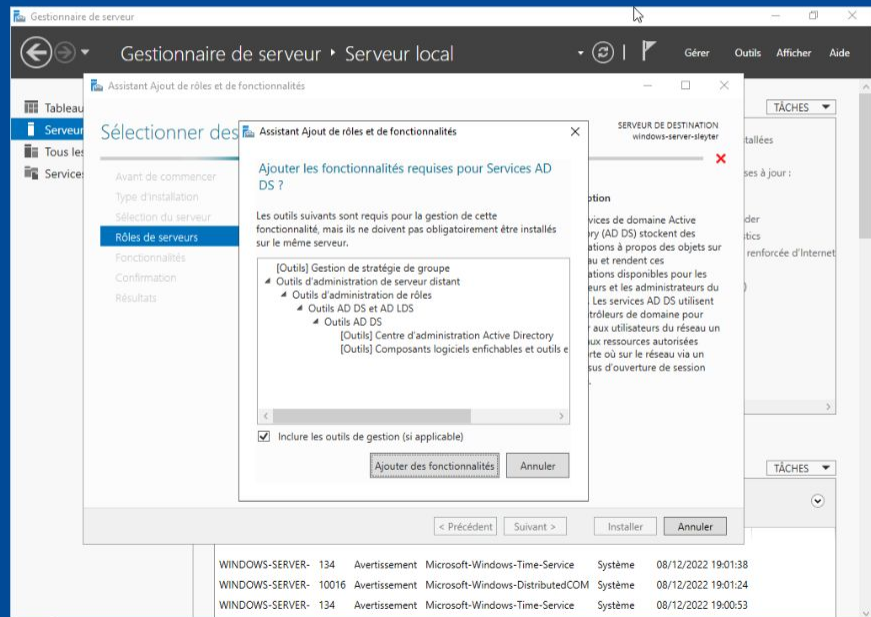 Gestionnaire de serveur
Gestionnaire de serveur • Serveur local
Gérer Outils Afficher Aide
Assistant Ajout de rôles et de fonctionnalités
Tableau
Serveur
Tous les
Services
TÂCHES
Sélectionner des
SERVEUR DE DESTINATION
windows-server-sleyter
Avant de commencer
Type d'installation
Sélection du serveur
Rôles de serveurs
Fonctionnalités
Confirmation
Résultats
Assistant Ajout de rôles et de fonctionnalités
Ajouter les fonctionnalités requises pour Services AD
DS ?
Les outils suivants sont requis pour la gestion de cette
fonctionnalité, mais ils ne doivent pas obligatoirement être installés
sur le même serveur.
[Outils] Gestion de stratégie de groupe
Outils d'administration de serveur distant
Outils d'administration de rôles
Outils AD DS et AD LDS
Outils AD DS
[Outils] Centre d'administration Active Directory
[Outils] Composants logiciels enfichables et outils e
Inclure les outils de gestion (si applicable)
Ajouter des fonctionnalités Annuler
ption
vices de domaine Active
ry (AD DS) stockent des
ations à propos des objets sur
au et rendent ces
ations disponibles pour les
eurs et les administrateurs du
. Les services AD DS utilisent
trôleurs de domaine pour
r aux utilisateurs du réseau un
aux ressources autorisées
rte où sur le réseau via un
sus d'ouverture de session
.
tallées
ses à jour :
der
stics
renforcée d'Internet
)
< Précédent Suivant > Installer Annuler
TÂCHES
WINDOWS-SERVER- 134 Avertissement Microsoft-Windows-Time-Service Système 08/12/2022 19:01:38
WINDOWS-SERVER- 10016 Avertissement Microsoft-Windows-DistributedCOM Système 08/12/2022 19:01:24
WINDOWS-SERVER- 134 Avertissement Microsoft-Windows-Time-Service Système 08/12/2022 19:00:53